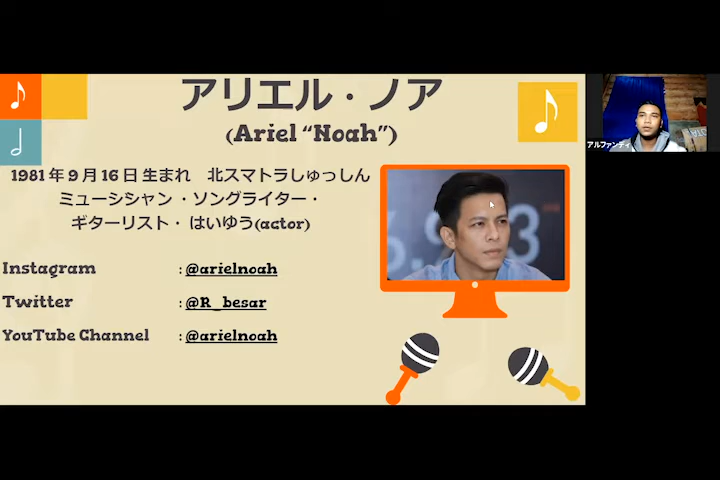 アリエル・ノア
(Ariel “Noah”)
1981年9月16日生まれ　北スマトラしゅっしん
ミューシシャン・ソングライター・
ギターリスト・はいゆう(actor)
Instagram : @arielnoah
Twitter : @R_besar
YouTube Channel : @arielnoah
アルファンディ